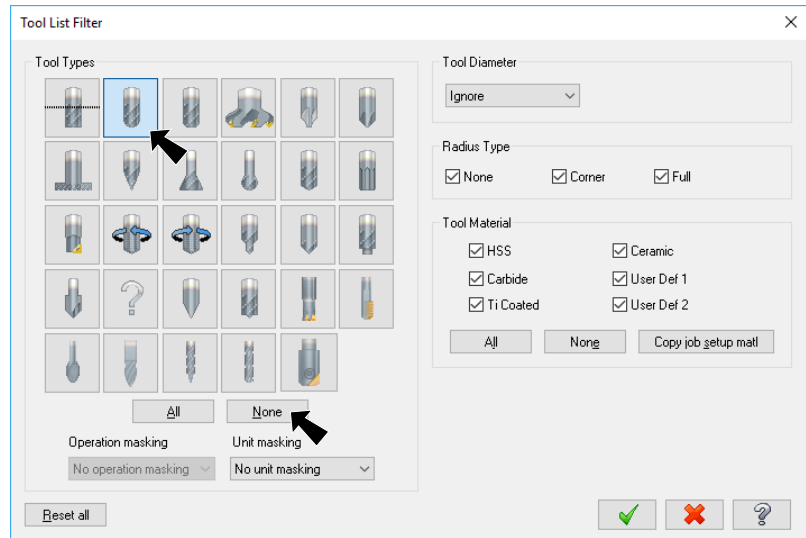 Tool List Filter
Tool Types
All
None
Operation masking
Unit masking
No operation masking
No unit masking
Reset all
Tool Diameter
Ignore
Radius Type
None
Corner
Full
Tool Material
HSS
Ceramic
Carbide
User Def 1
Ti Coated
User Def 2
All
None
Copy job setup matl